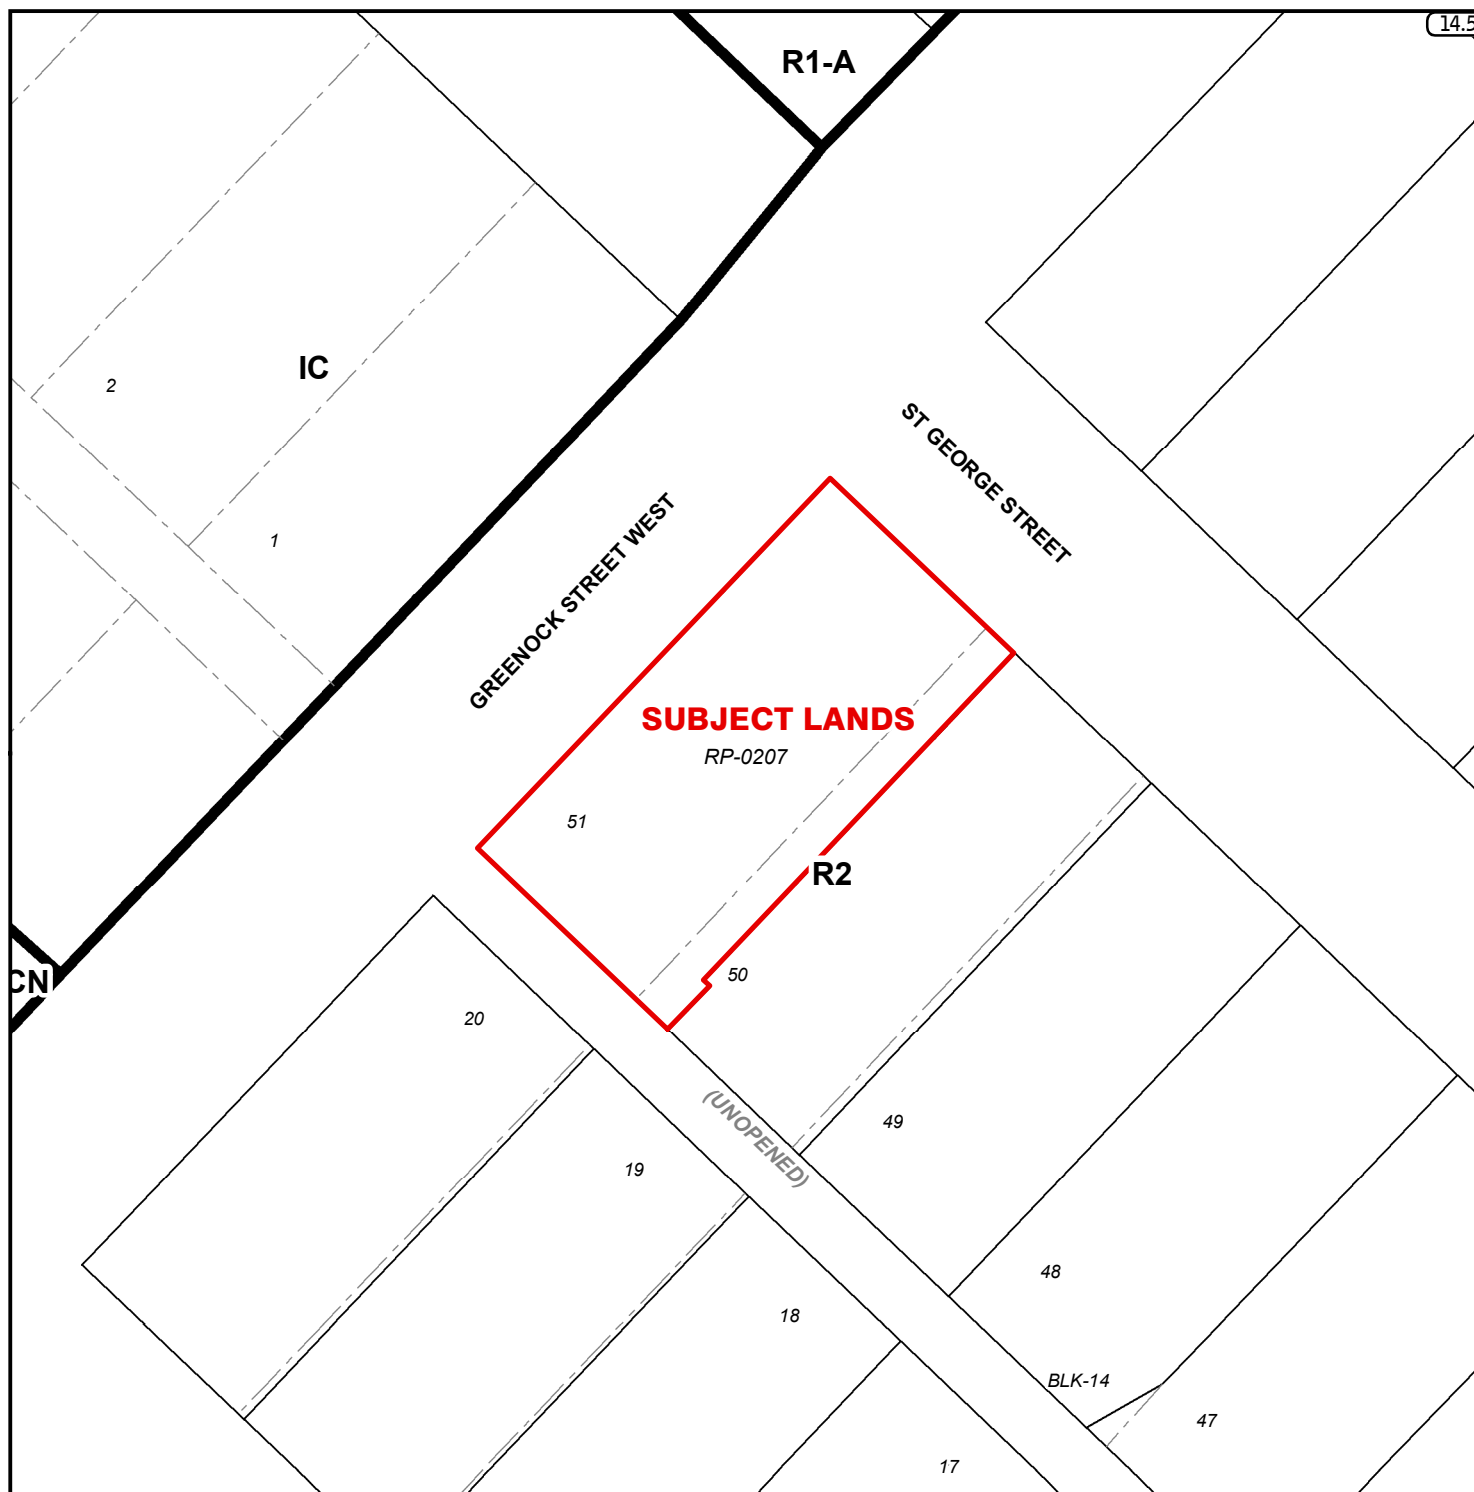 R1-A
14.5
IC
2
ST GEORGE STREET
GREENOCK STREET WEST
1
SUBJECT LANDS
RP-0207
51
R2
50
CN
20
(UNOPENED)
49
19
48
18
BLK-14
47
17